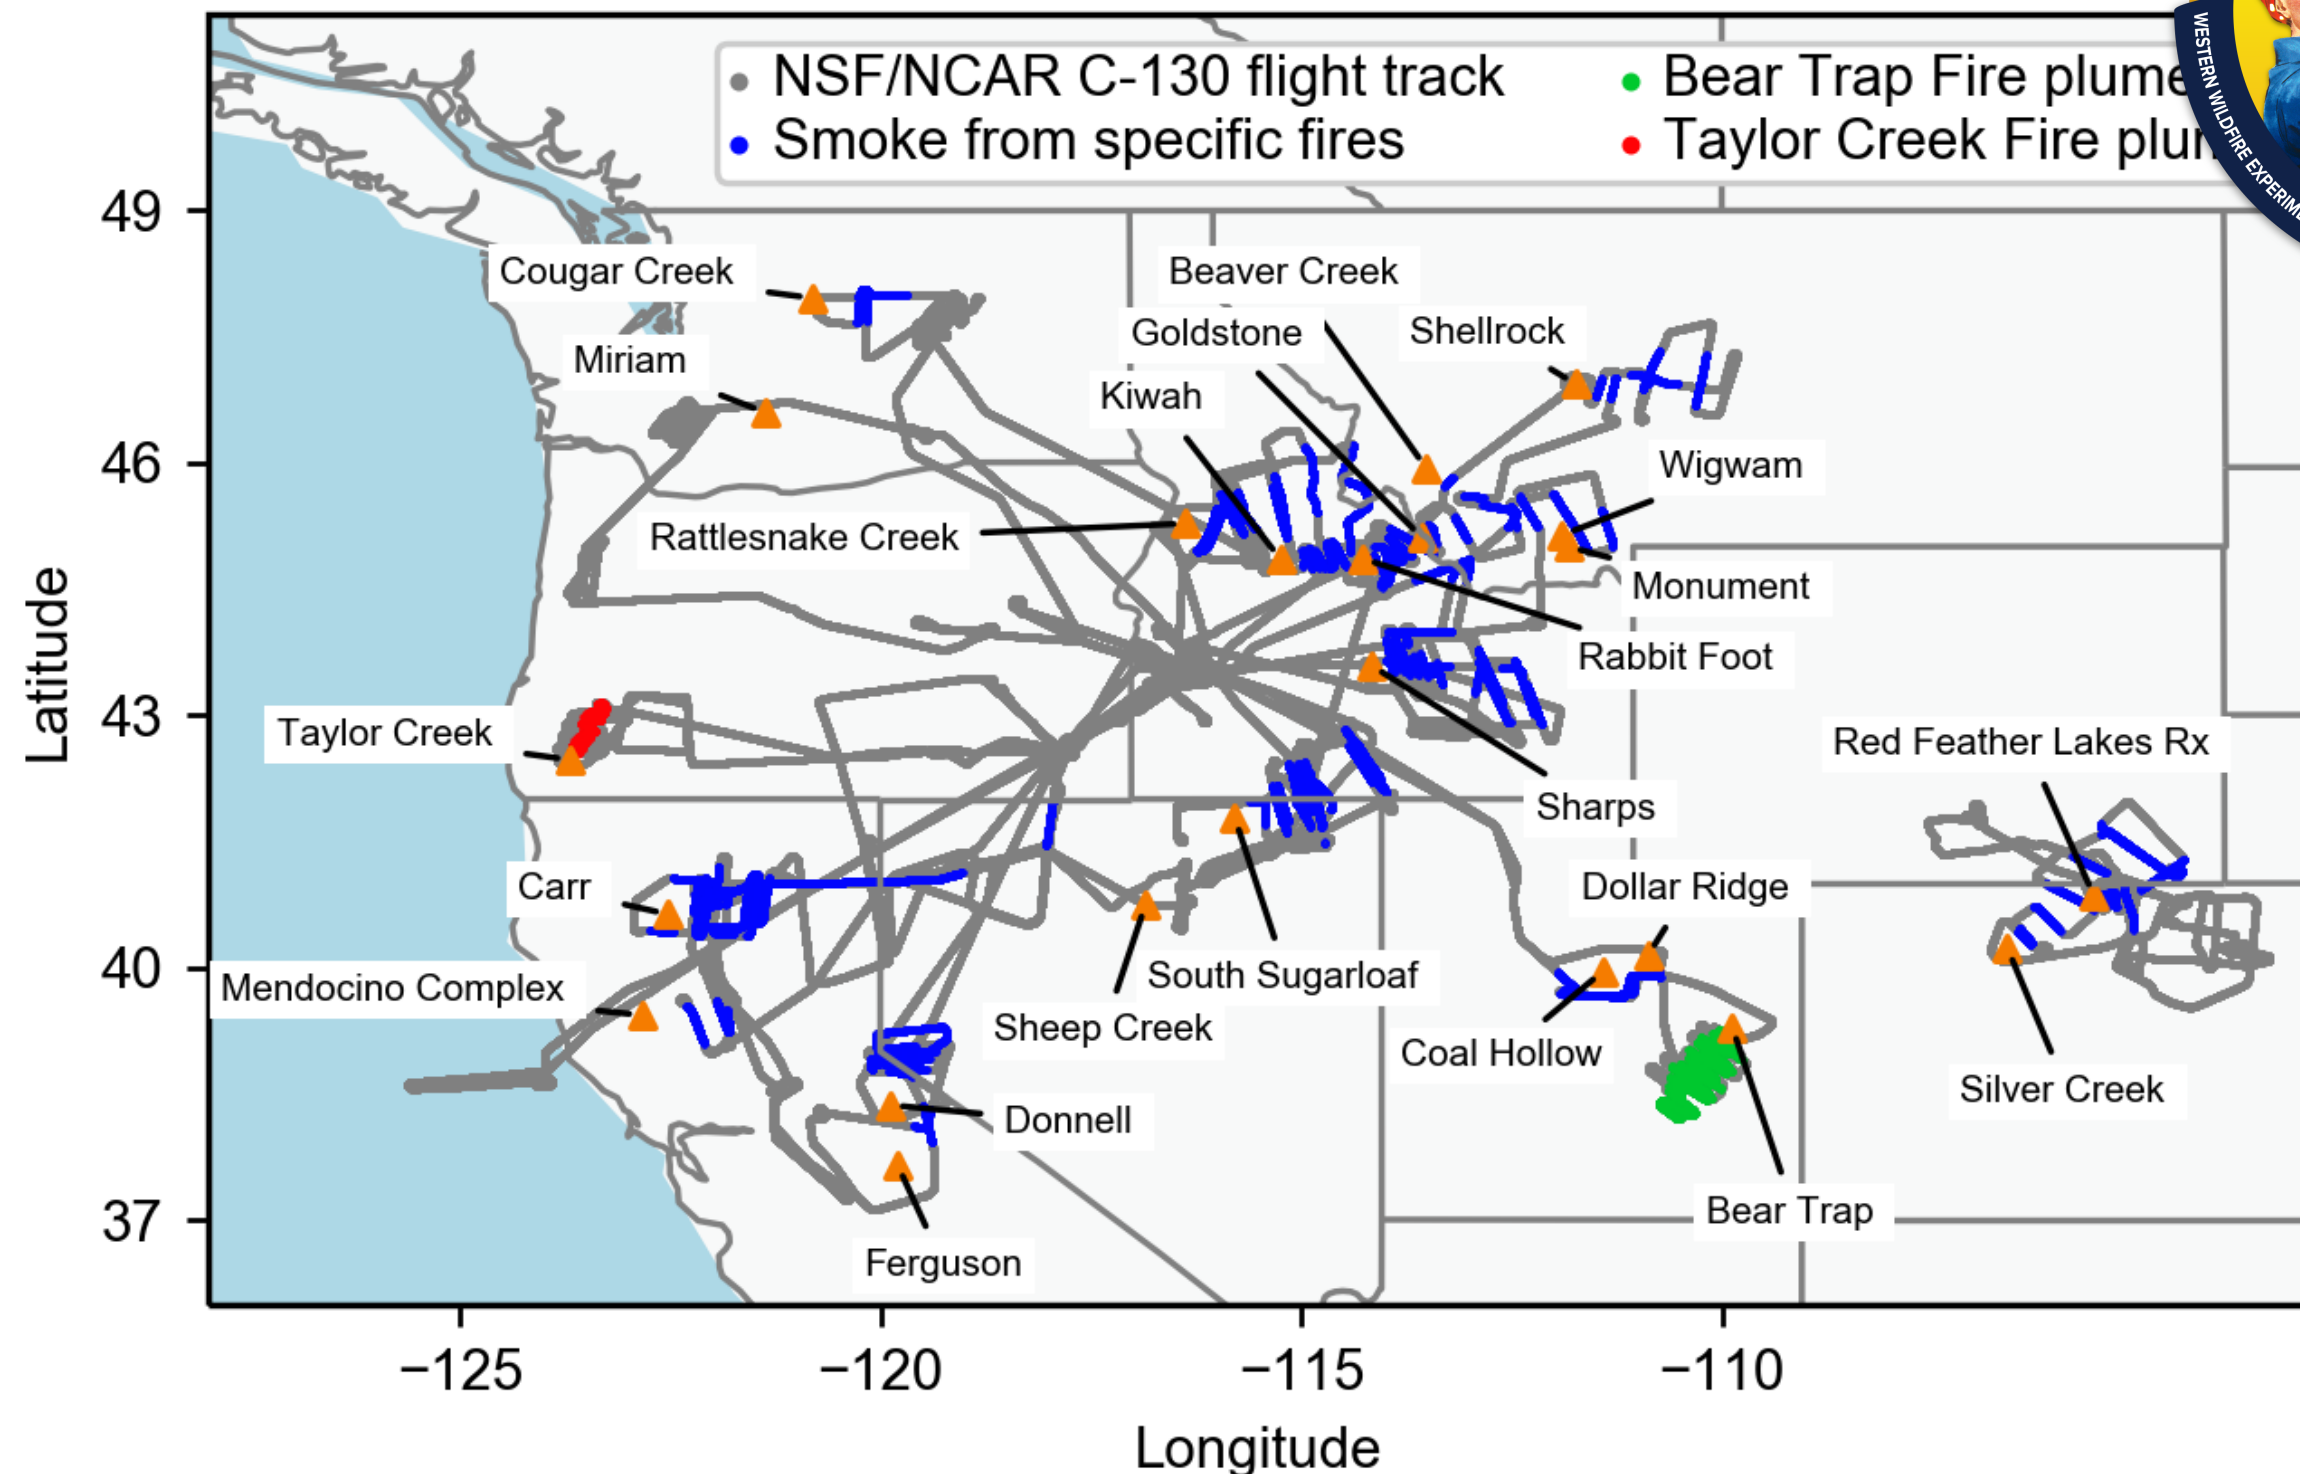 NSF/NCAR C-130 flight track
Smoke from specific fires
Bear Trap Fire plume
Taylor Creek Fire
WESTERN WILDFIRE
49
46
43
40
37
Latitude
Cougar Creek
Miriam
Beaver Creek
Goldstone
Kiwah
Shellrock
Wigwam
Rattlesnake Creek
Monument
Rabbit Foot
Taylor Creek
Red Feather Lakes Rx
Sharps
Carr
Dollar Ridge
Mendocino Complex
South Sugarloaf
Sheep Creek
Coal Hollow
Silver Creek
Donnell
Bear Trap
Ferguson
−125
−120
−115
−110
Longitude